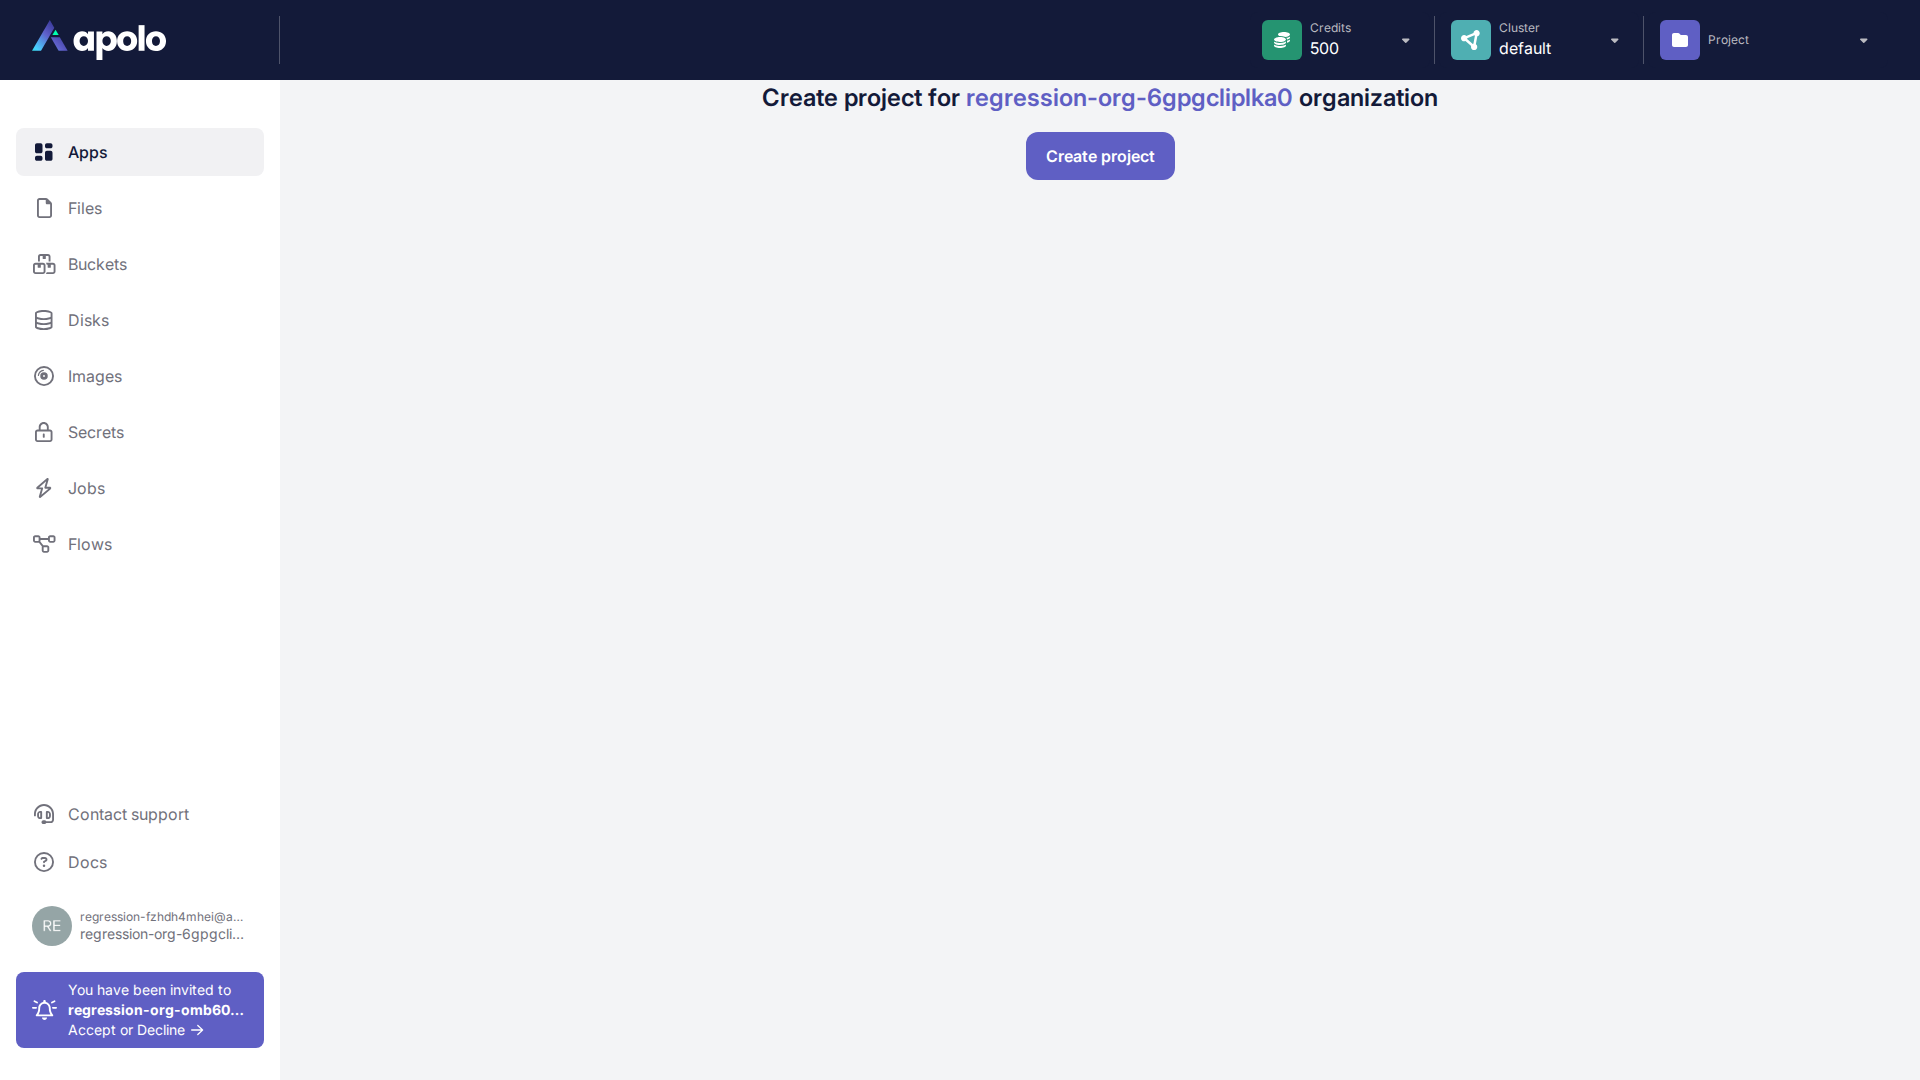 apolo
Credits
500
Cluster
default
Project
Create project for regression-org-6gpgcliplka0 organization
Create project
Apps
Files
Buckets
Disks
Images
Secrets
Jobs
Flows
Contact support
Docs
RE
regression-fzhdh4mhei@a...
regression-org-6gpgcli...
You have been invited to
regression-org-omb60...
Accept or Decline →